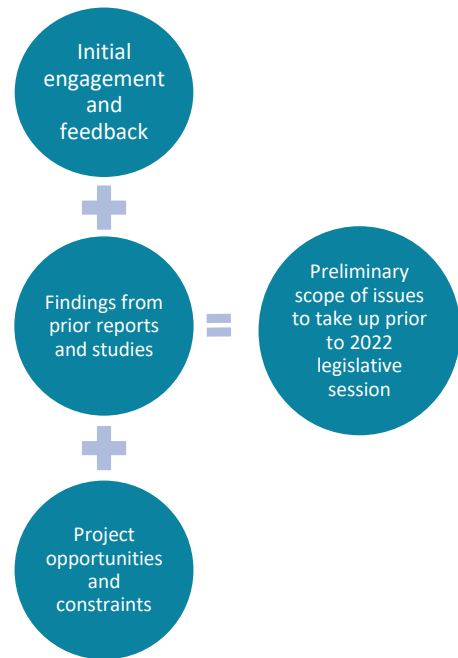 Initial
engagement
and
feedback
Findings from
prior reports
and studies
Preliminary
scope of issues
to take up prior
to 2022
legislative
session
Project
opportunities
and
constraints